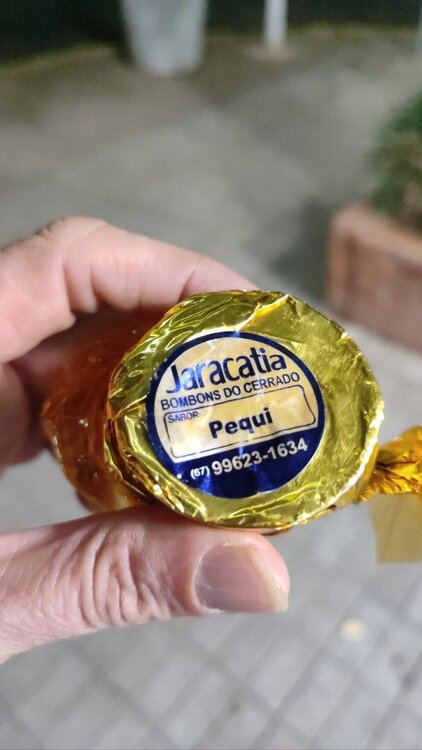 Jaracatia
BOMBONS DO CERRADO
SABOR
Pequi
(67) 99623-1634